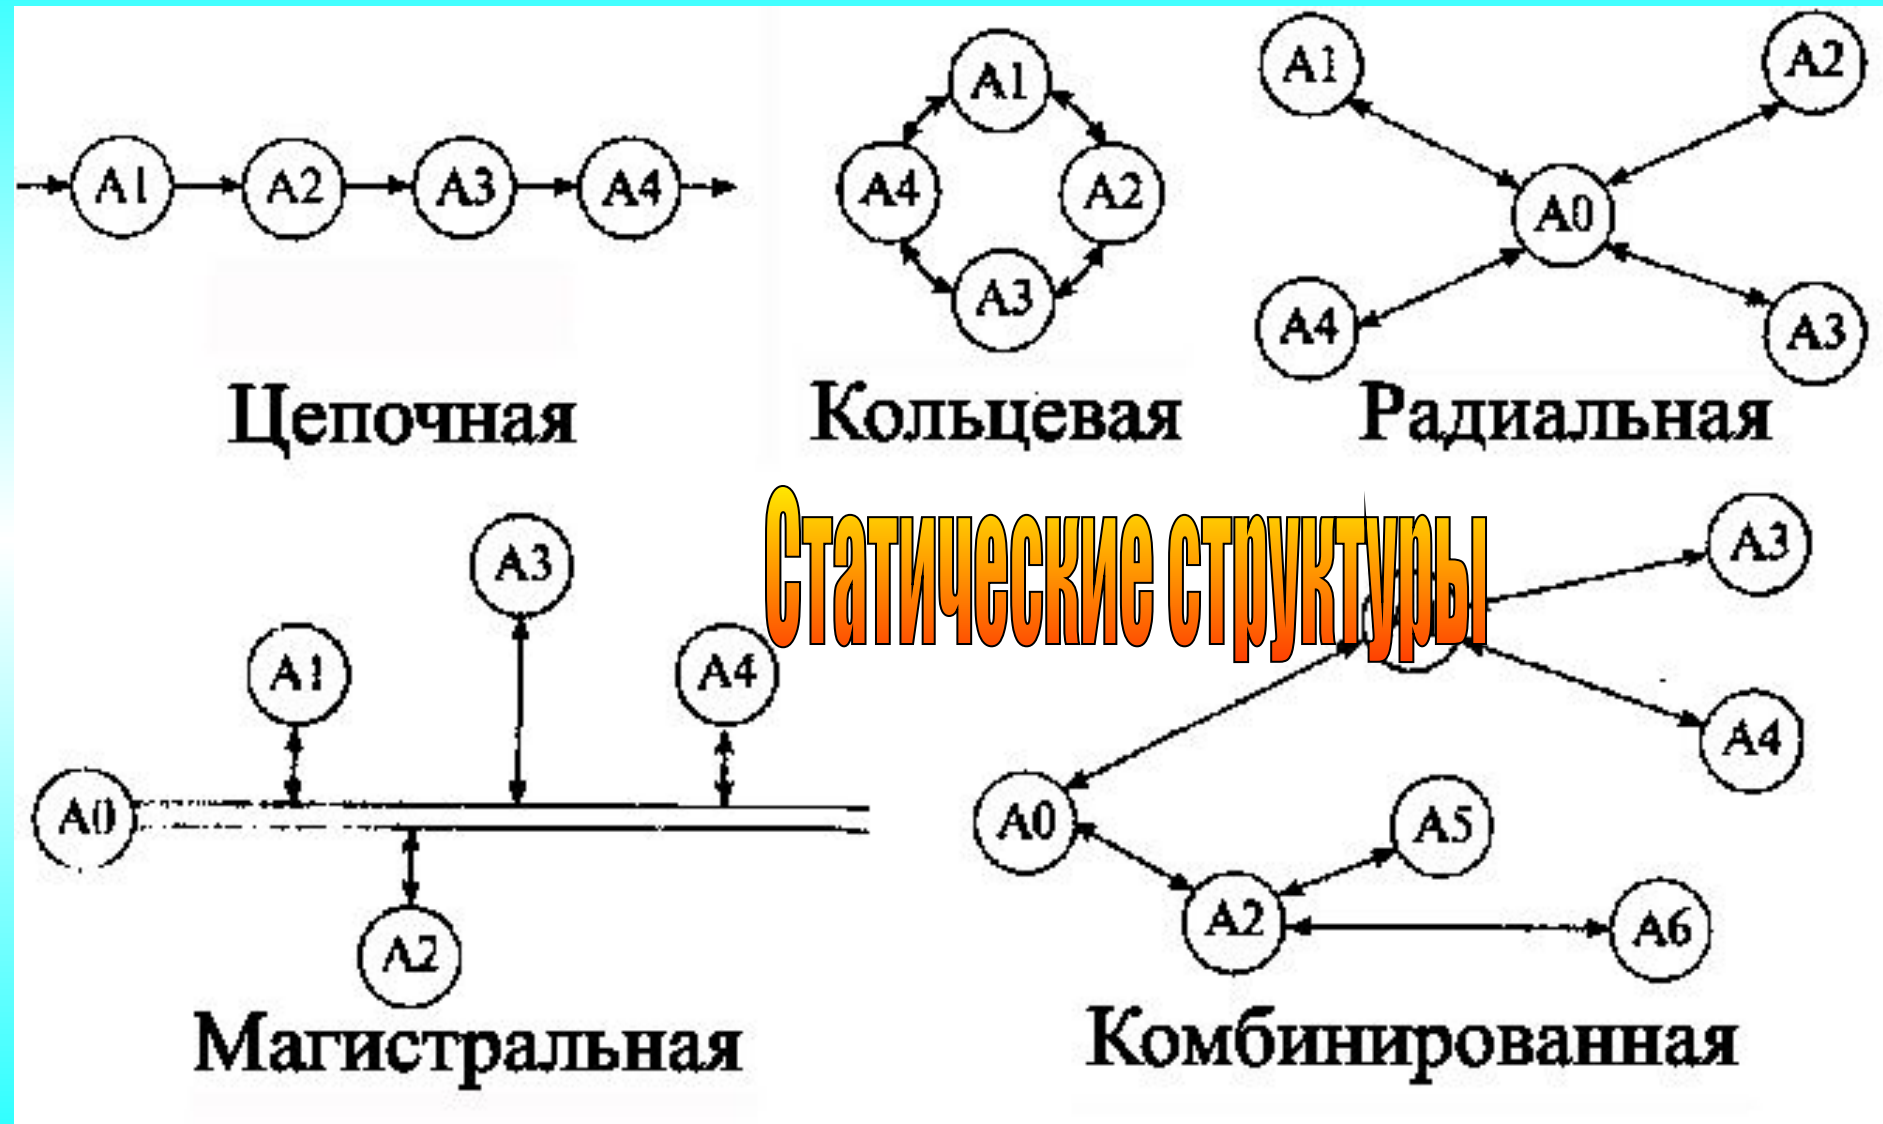 A1 A2 A3 A4
A1
A4 A2
A3
A1 A2
A0
A4 A3
Цепочная
Кольцевая
Радиальная
Статические структуры
A3
A1
A4
A0
A2
A3
A4
A0
A5
A2
A6
Магистральная
Комбинированная